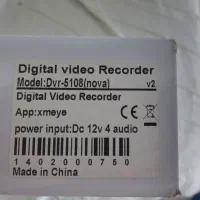 Digital video Recorder
Model:Dvr-5108(nova) v2
Digital Video Recorder
App:xmeye
power input:Dc 12v 4 audio
1402000750
Made in China